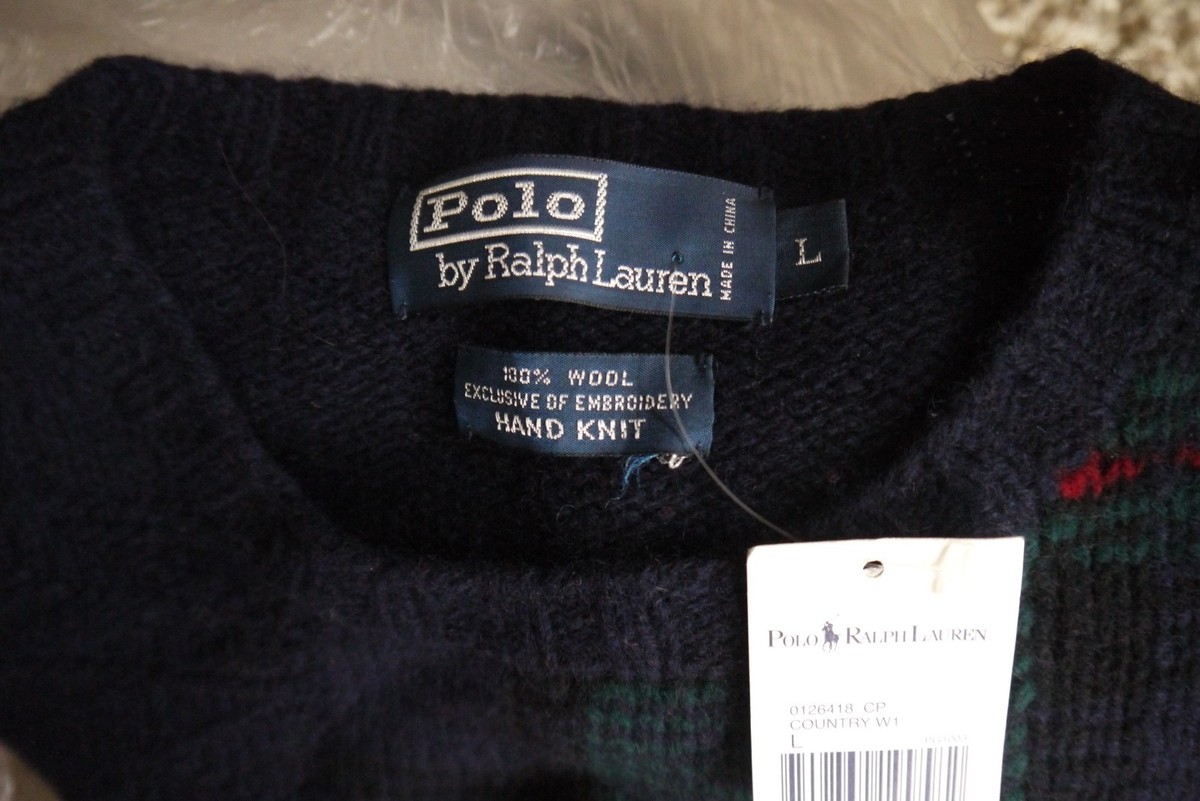 Polo
by Ralph Lauren
MADE IN CHINA
L
100% WOOL
EXCLUSIVE OF EMBROIDERY
HAND KNIT
POLO RALPH LAUREN
0126418 CP
COUNTRY W1
L